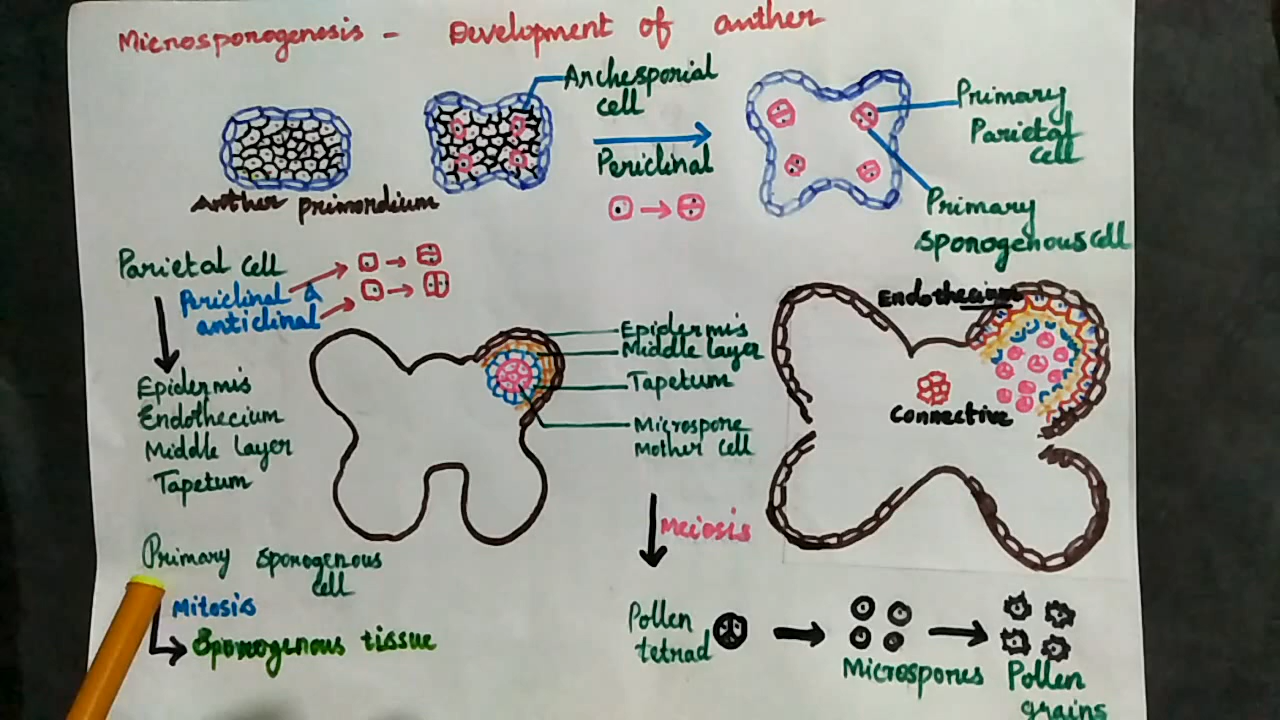 Microsporogenesis - Development of anther
Archesporial
cell
Anther primordium
Periclinal
Primary
Parietal
cell
Primary
sporogenous cell
Parietal cell
Periclinal &
anticlinal
Epidermis
Endothecium
Middle Layer
Tapetum
Epidermis
Middle layer
Tapetum
Microspore
Mother cell
Endothecium
Connective
Primary sporogenous
cell
Mitosis
Sporogenous tissue
Meiosis
Pollen
tetrad
Microspores
Pollen
grains